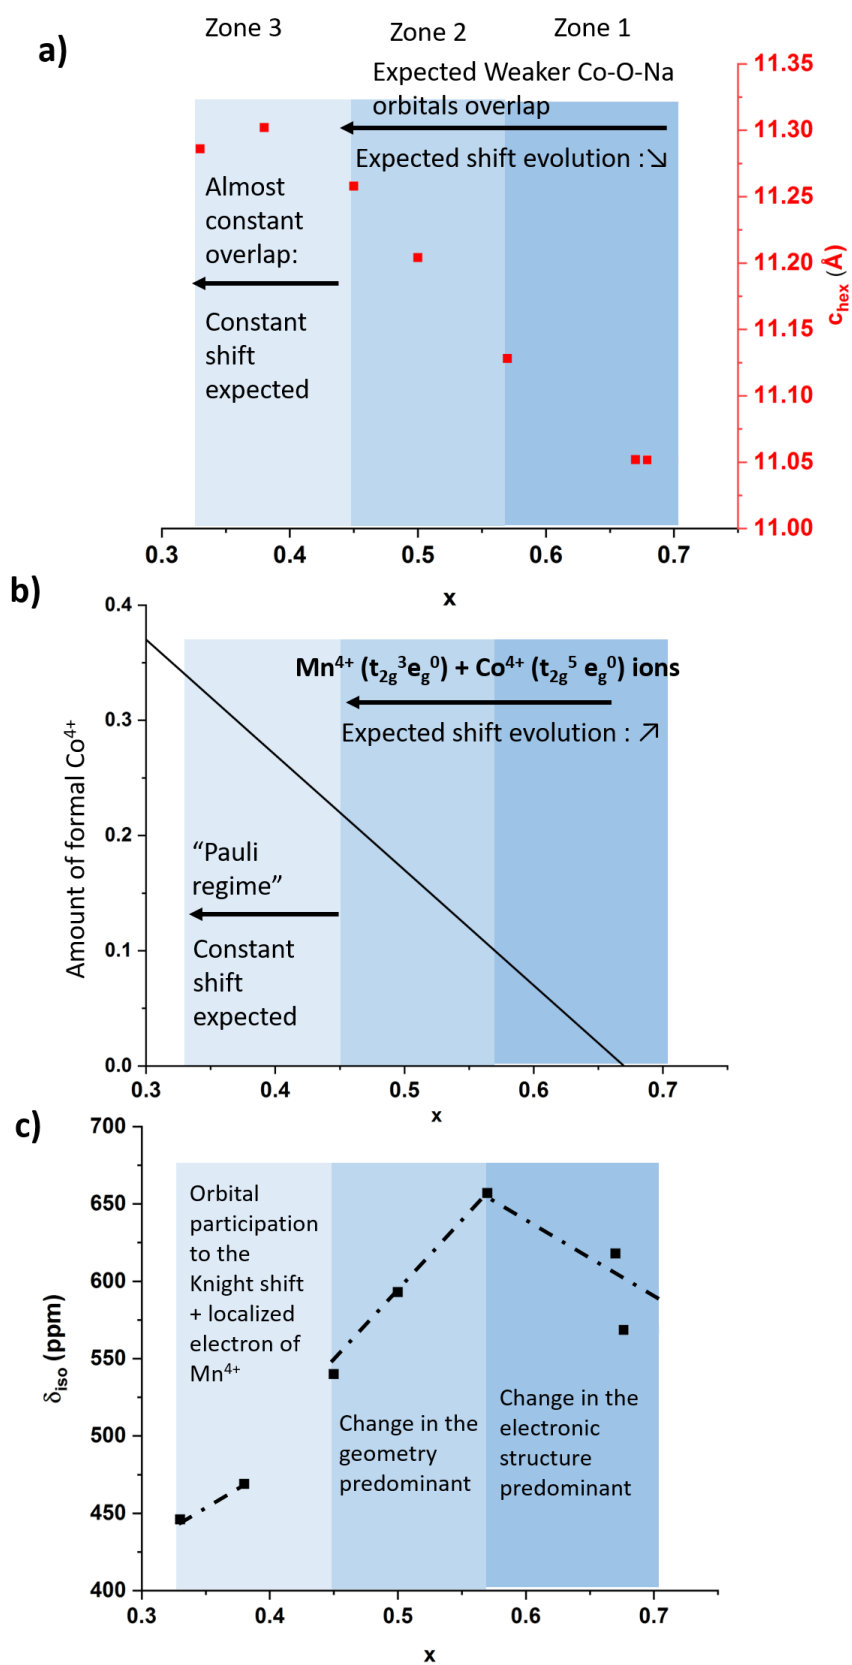 a)
Zone 3
Zone 2
Zone 1
Expected Weaker Co-O-Na
orbitals overlap
Expected shift evolution :↘
Almost
constant
overlap:
Constant
shift
expected
11.35
11.30
11.25
11.20
11.15
11.10
11.05
11.00
c_hex (Å)
0.3 0.4 0.5 0.6 0.7
x
b)
0.4
0.3
0.2
0.1
0.0
Amount of formal Co⁴⁺
Mn⁴⁺ (t₂g³eg⁰) + Co⁴⁺ (t₂g⁵ eg⁰) ions
Expected shift evolution : ↗
“Pauli
regime”
Constant
shift
expected
0.3 0.4 0.5 0.6 0.7
x
c)
700
650
600
550
500
450
400
δ_iso (ppm)
Orbital
participation
to the
Knight shift
+ localized
electron of
Mn⁴⁺
Change in the
geometry
predominant
Change in the
electronic
structure
predominant
0.3 0.4 0.5 0.6 0.7
x